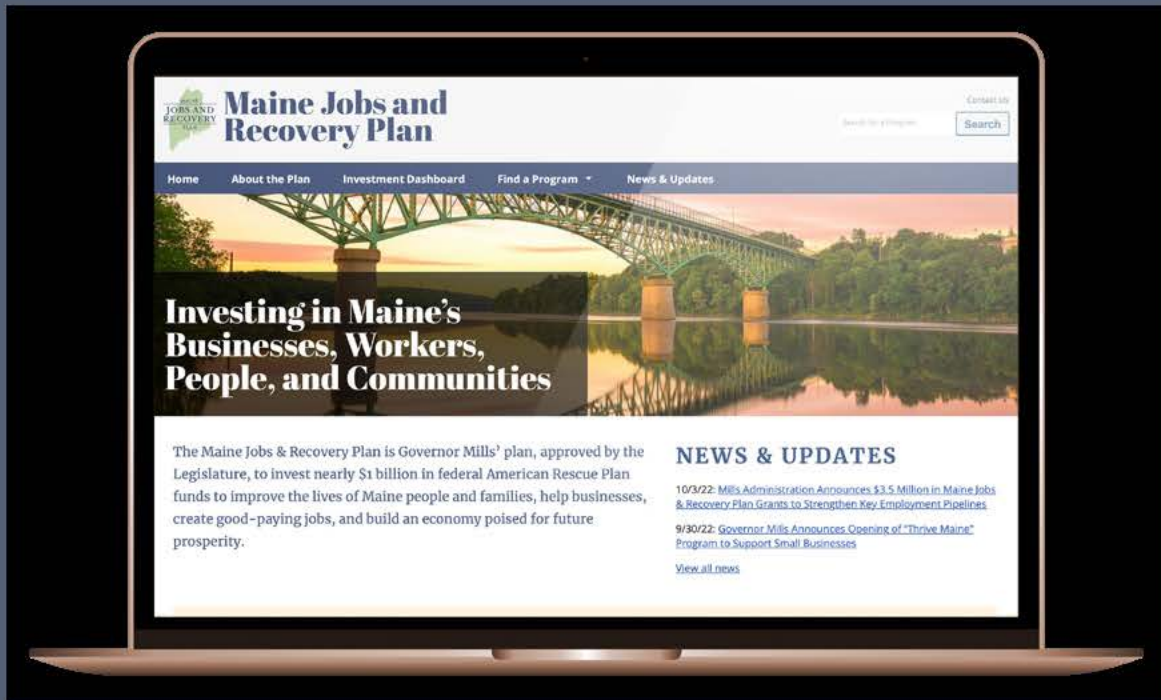 MAINE
JOBS AND
RECOVERY
PLAN
Maine Jobs and
Recovery Plan
Contact Us
Search for a Program
Search
Home About the Plan Investment Dashboard Find a Program News & Updates
Investing in Maine's
Businesses, Workers,
People, and Communities
The Maine Jobs & Recovery Plan is Governor Mills' plan, approved by the
Legislature, to invest nearly $1 billion in federal American Rescue Plan
funds to improve the lives of Maine people and families, help businesses,
create good-paying jobs, and build an economy poised for future
prosperity.
NEWS & UPDATES
10/3/22: Mills Administration Announces $3.5 Million in Maine Jobs
& Recovery Plan Grants to Strengthen Key Employment Pipelines
9/30/22: Governor Mills Announces Opening of "Thrive Maine"
Program to Support Small Businesses
View all news